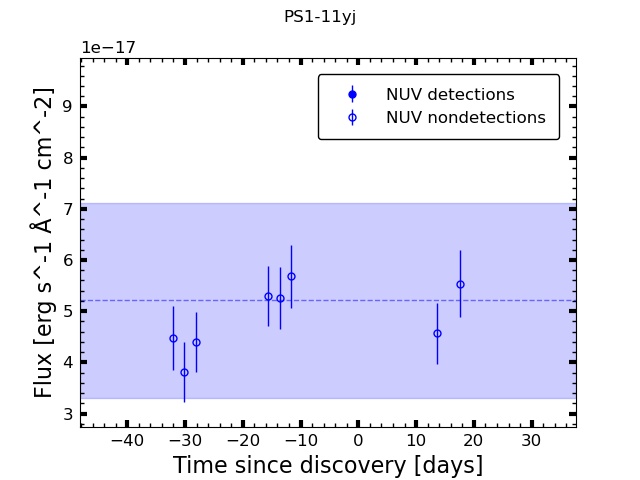 PS1-11yj
1e−17
NUV detections
NUV nondetections
9
8
7
6
5
4
3
Flux [erg s^-1 Å^-1 cm^-2]
−40 −30 −20 −10 0 10 20 30
Time since discovery [days]